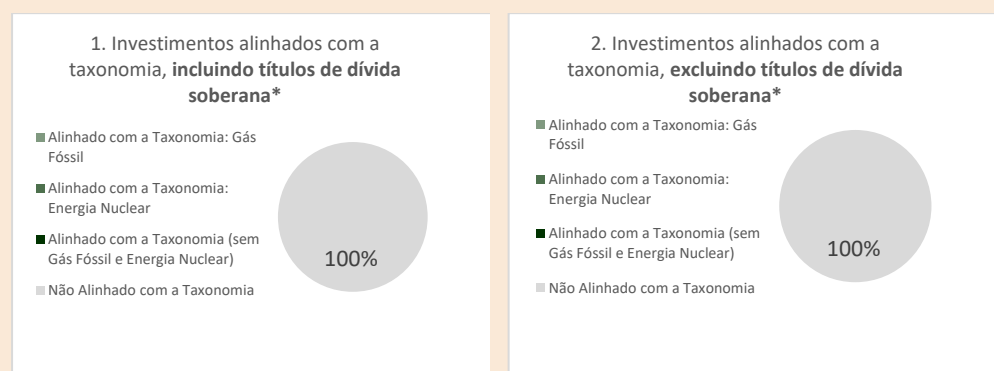 1. Investimentos alinhados com a
taxonomia, incluindo títulos de dívida
soberana*
Alinhado com a Taxonomia: Gás
Fóssil
Alinhado com a Taxonomia:
Energia Nuclear
Alinhado com a Taxonomia (sem
Gás Fóssil e Energia Nuclear)
Não Alinhado com a Taxonomia
100%
2. Investimentos alinhados com a
taxonomia, excluindo títulos de dívida
soberana*
Alinhado com a Taxonomia: Gás
Fóssil
Alinhado com a Taxonomia:
Energia Nuclear
Alinhado com a Taxonomia (sem
Gás Fóssil e Energia Nuclear)
Não Alinhado com a Taxonomia
100%